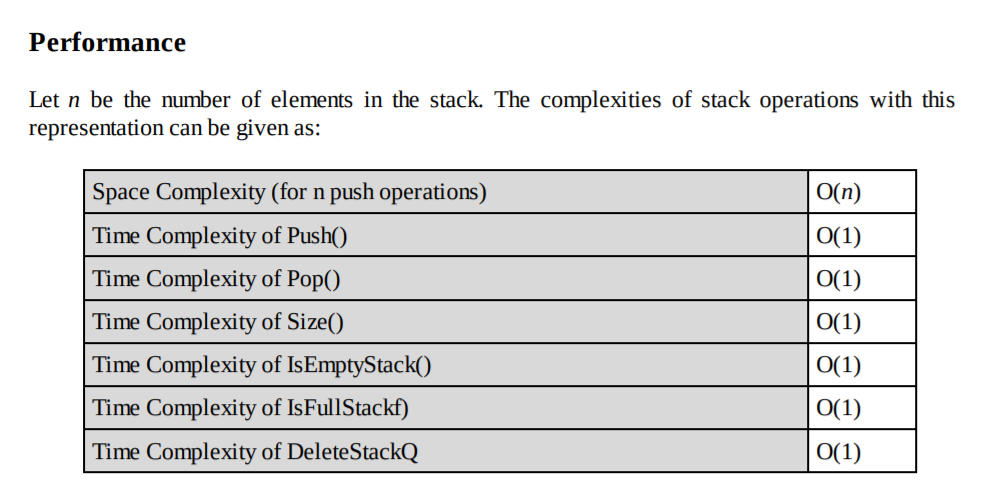 Performance
Let n be the number of elements in the stack. The complexities of stack operations with this
representation can be given as:
Space Complexity (for n push operations) O(n)
Time Complexity of Push() O(1)
Time Complexity of Pop() O(1)
Time Complexity of Size() O(1)
Time Complexity of IsEmptyStack() O(1)
Time Complexity of IsFullStackf) O(1)
Time Complexity of DeleteStackQ O(1)